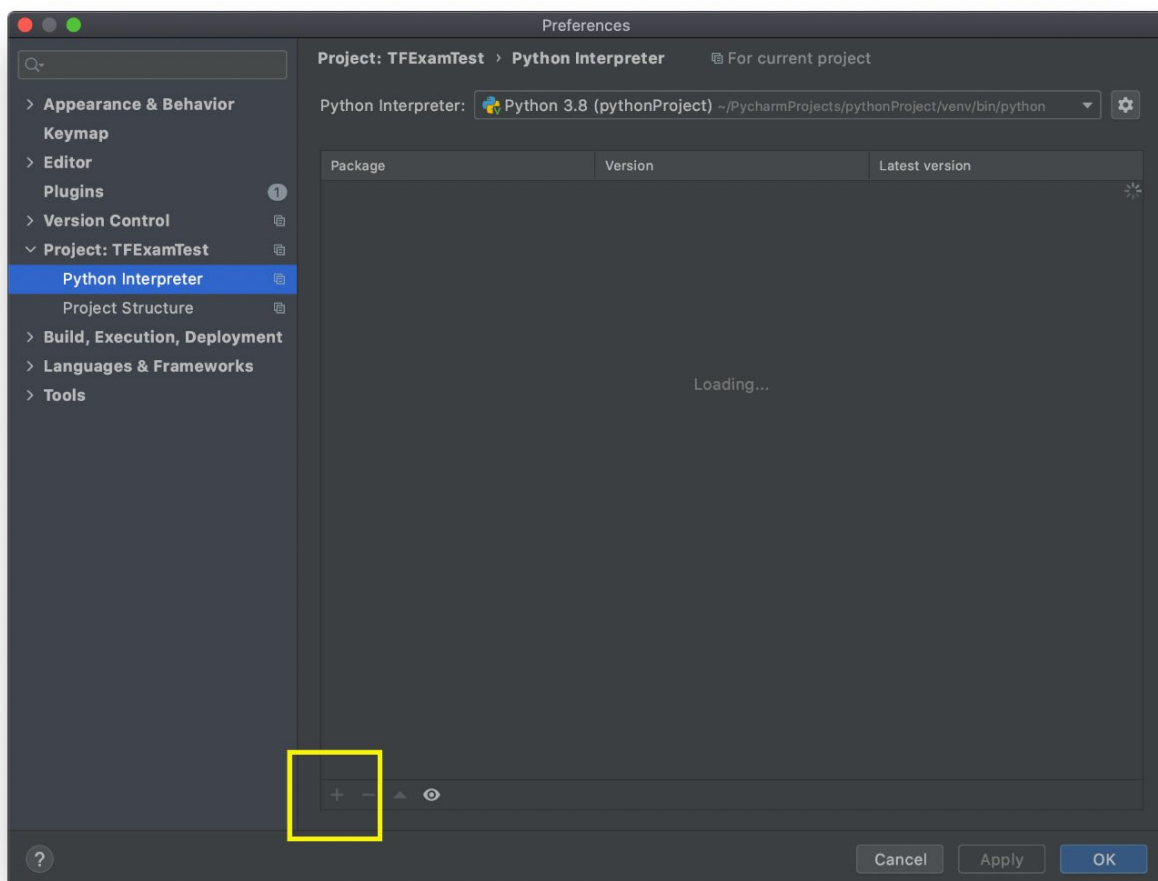 Preferences
Appearance & Behavior
Keymap
Editor
Plugins 1
Version Control
Project: TFExamTest
Python Interpreter
Project Structure
Build, Execution, Deployment
Languages & Frameworks
Tools
Project: TFExamTest › Python Interpreter For current project
Python Interpreter: Python 3.8 (pythonProject) ~/PycharmProjects/pythonProject/venv/bin/python
Package Version Latest version
Loading...
? Cancel Apply OK